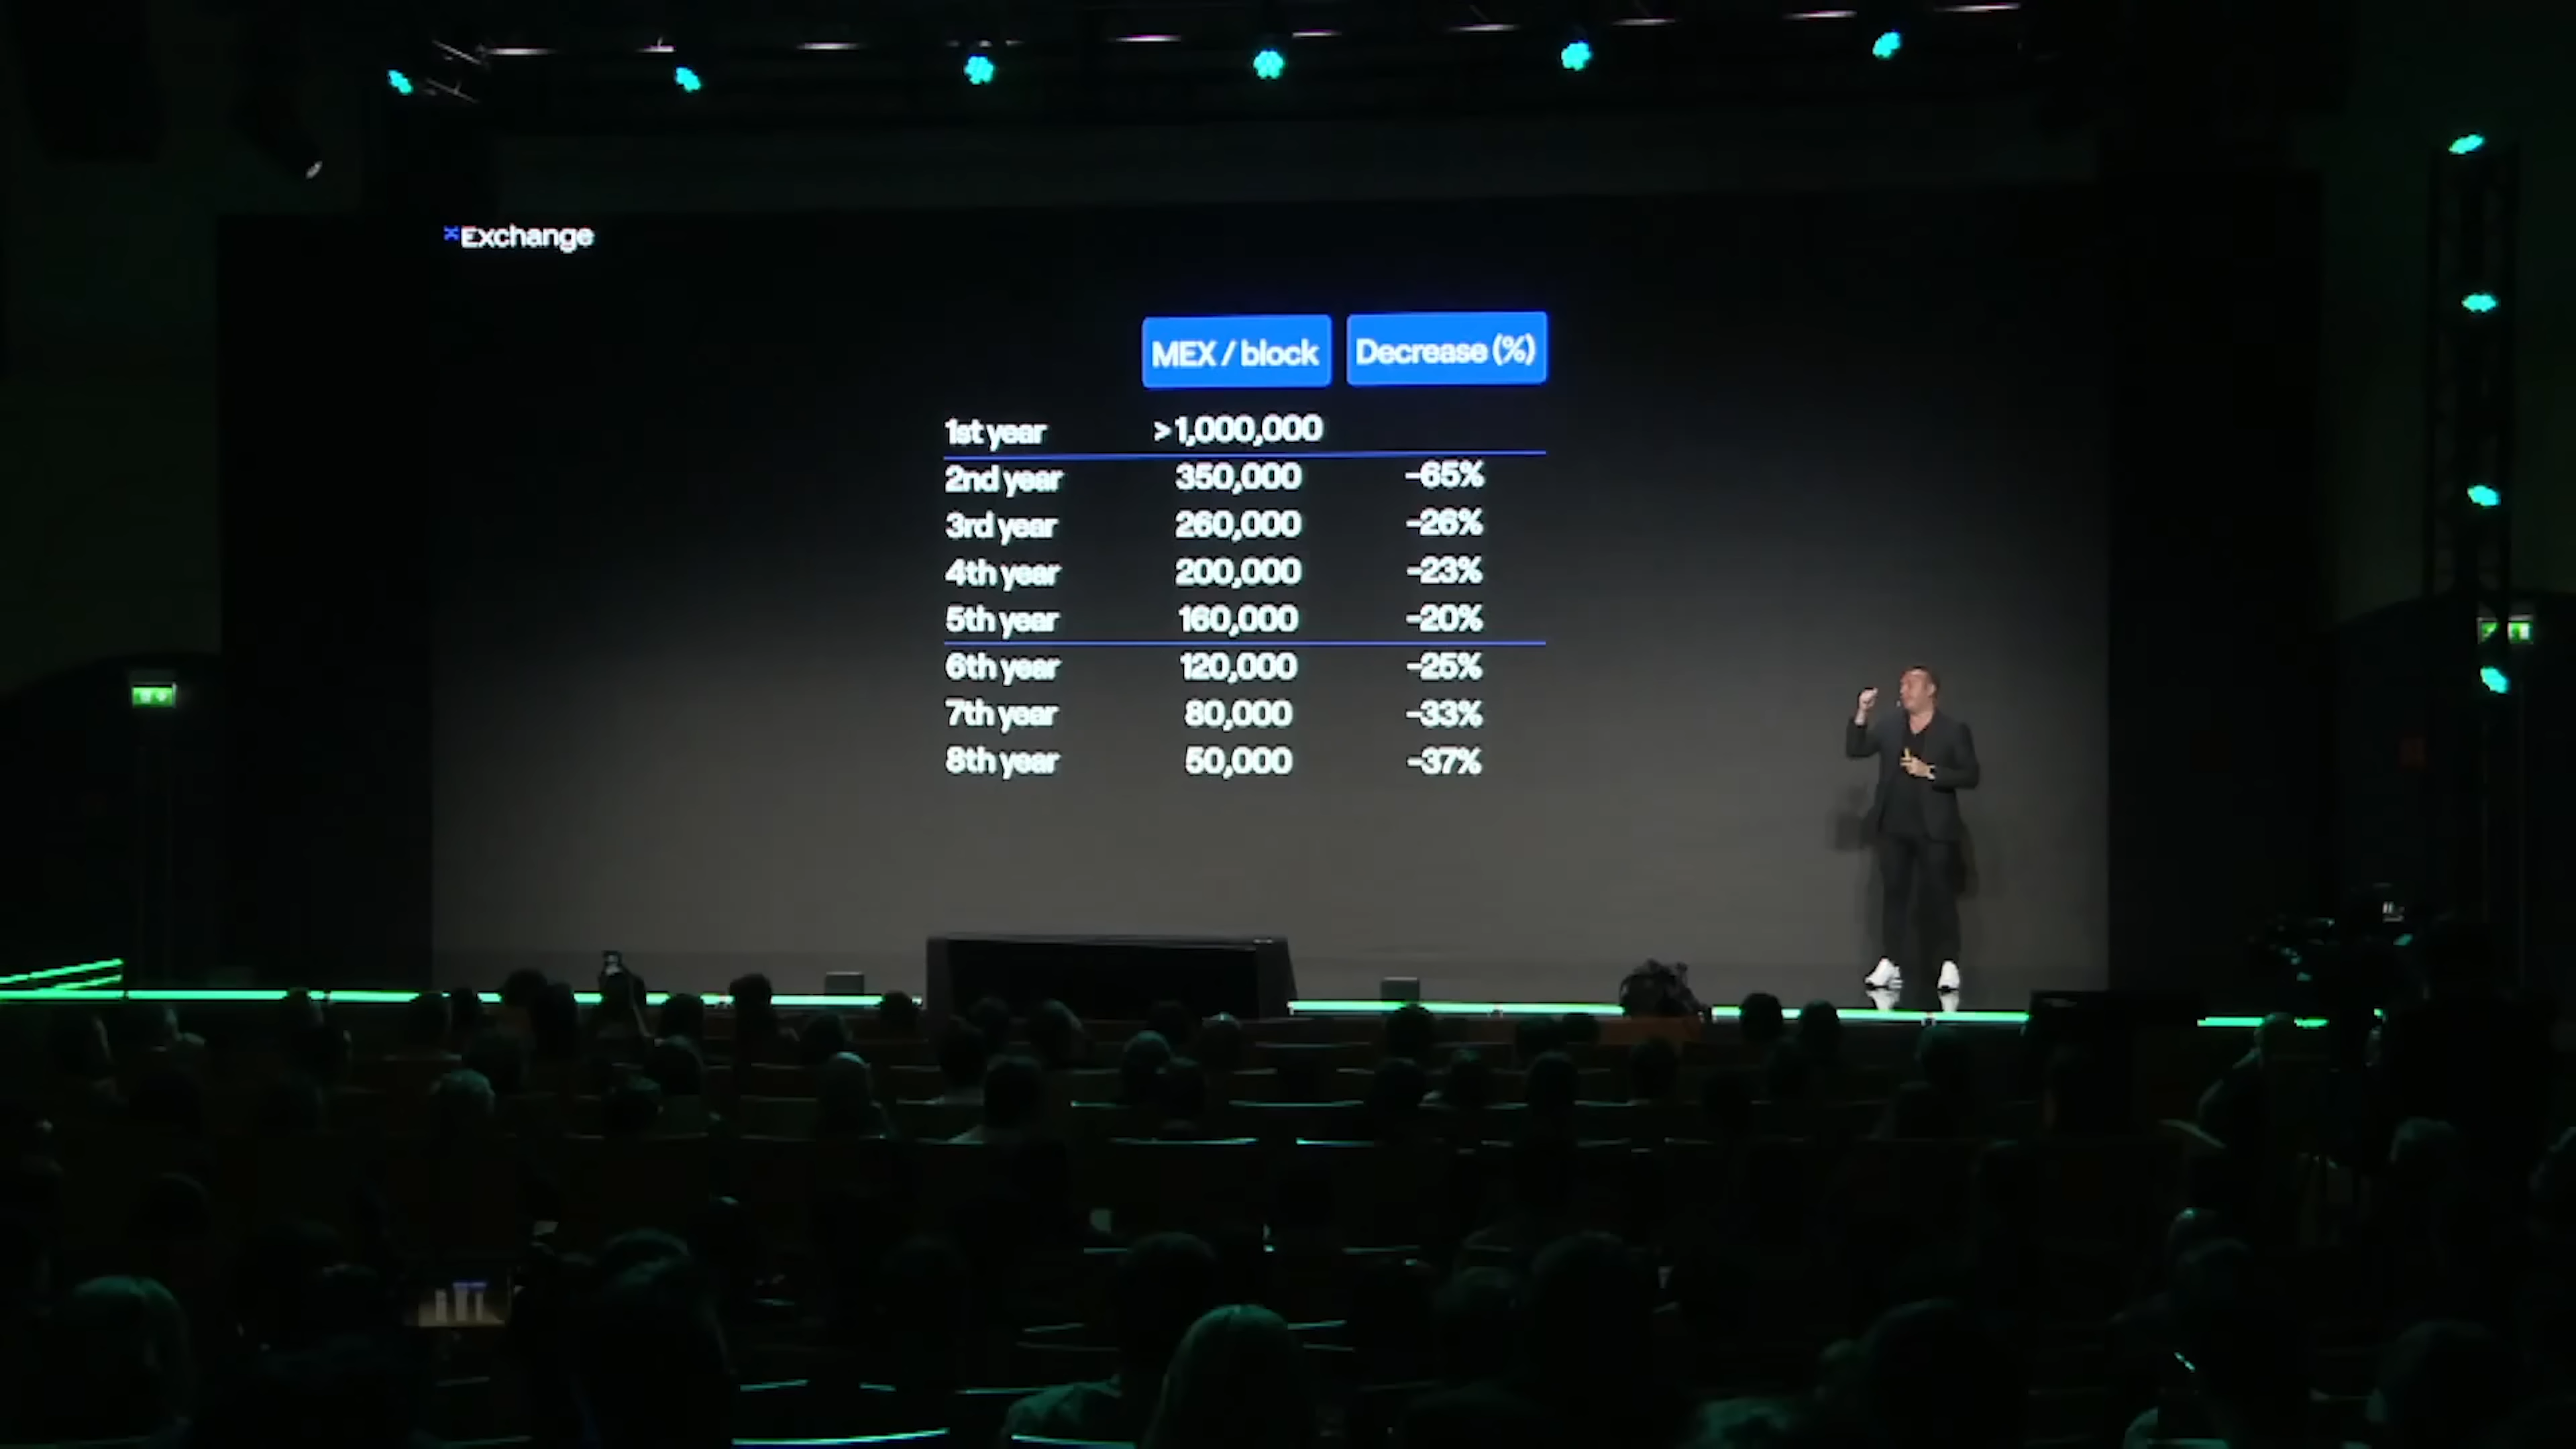 Exchange
MEX / block Decrease (%)
1st year >1,000,000
2nd year 350,000 -65%
3rd year 260,000 -26%
4th year 200,000 -23%
5th year 160,000 -20%
6th year 120,000 -25%
7th year 80,000 -33%
8th year 50,000 -37%